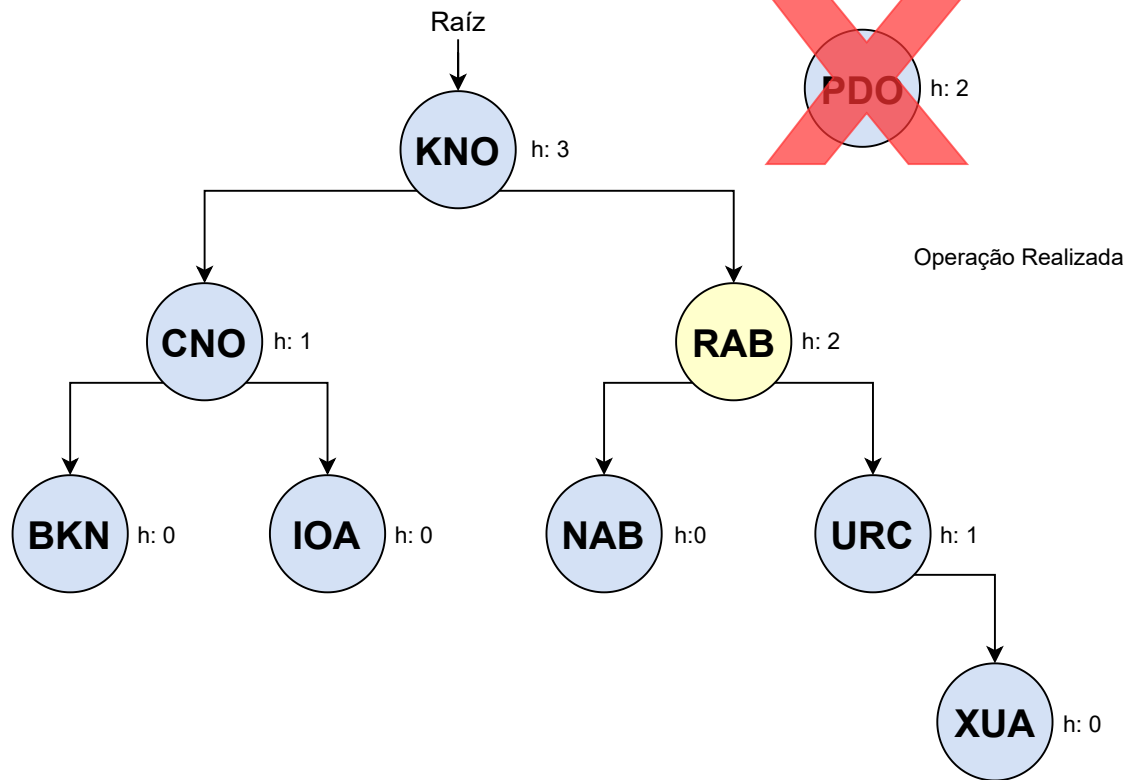 Raíz
PDO h: 2
KNO h: 3
Operação Realizada
CNO h: 1
RAB h: 2
BKN h: 0
IOA h: 0
NAB h:0
URC h: 1
XUA h: 0